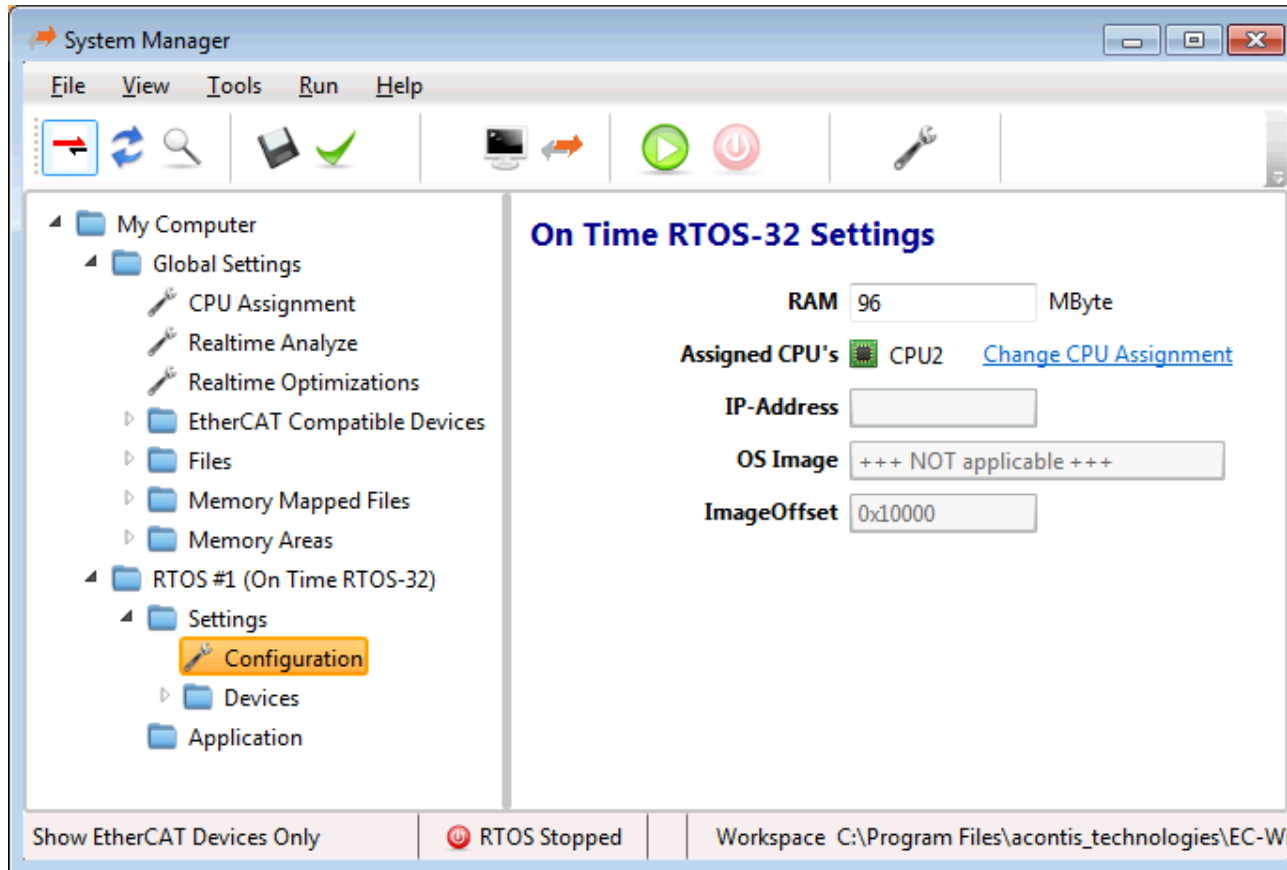 System Manager
File View Tools Run Help
My Computer
Global Settings
CPU Assignment
Realtime Analyze
Realtime Optimizations
EtherCAT Compatible Devices
Files
Memory Mapped Files
Memory Areas
RTOS #1 (On Time RTOS-32)
Settings
Configuration
Devices
Application
On Time RTOS-32 Settings
RAM 96 MByte
Assigned CPU's CPU2 Change CPU Assignment
IP-Address
OS Image +++ NOT applicable +++
ImageOffset 0x10000
Show EtherCAT Devices Only RTOS Stopped Workspace C:\Program Files\acontis_technologies\EC-W